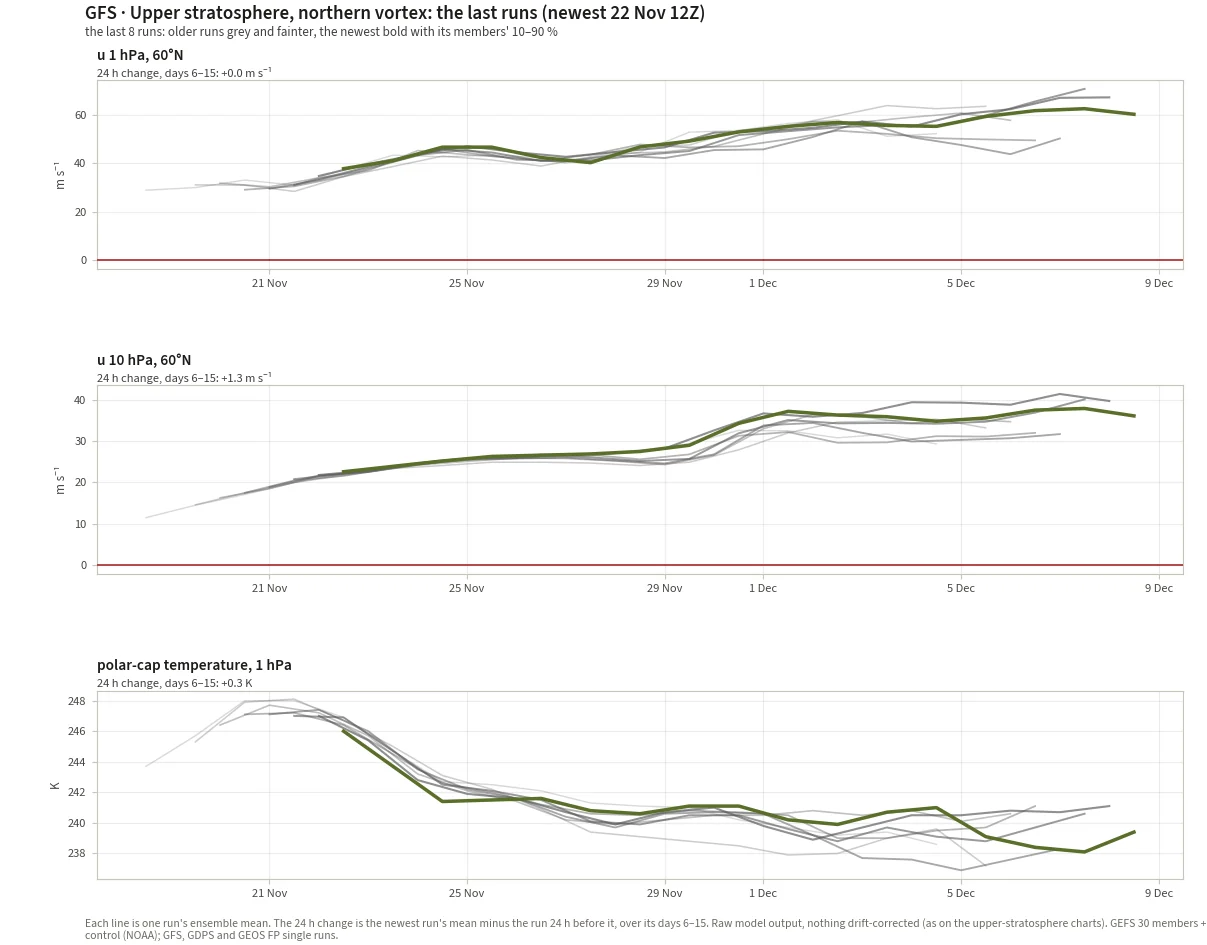 GFS · Upper stratosphere, northern vortex: the last runs (newest 22 Nov 12Z)
the last 8 runs: older runs grey and fainter, the newest bold with its members' 10–90 %
u 1 hPa, 60°N
24 h change, days 6–15: +0.0 m s⁻¹
60
40
20
0
m s⁻¹
21 Nov
25 Nov
29 Nov
1 Dec
5 Dec
9 Dec
u 10 hPa, 60°N
24 h change, days 6–15: +1.3 m s⁻¹
40
30
20
10
0
m s⁻¹
21 Nov
25 Nov
29 Nov
1 Dec
5 Dec
9 Dec
polar-cap temperature, 1 hPa
24 h change, days 6–15: +0.3 K
248
246
244
242
240
238
K
21 Nov
25 Nov
29 Nov
1 Dec
5 Dec
9 Dec
Each line is one run's ensemble mean. The 24 h change is the newest run's mean minus the run 24 h before it, over its days 6–15. Raw model output, nothing drift-corrected (as on the upper-stratosphere charts). GEFS 30 members +
control (NOAA); GFS, GDPS and GEOS FP single runs.